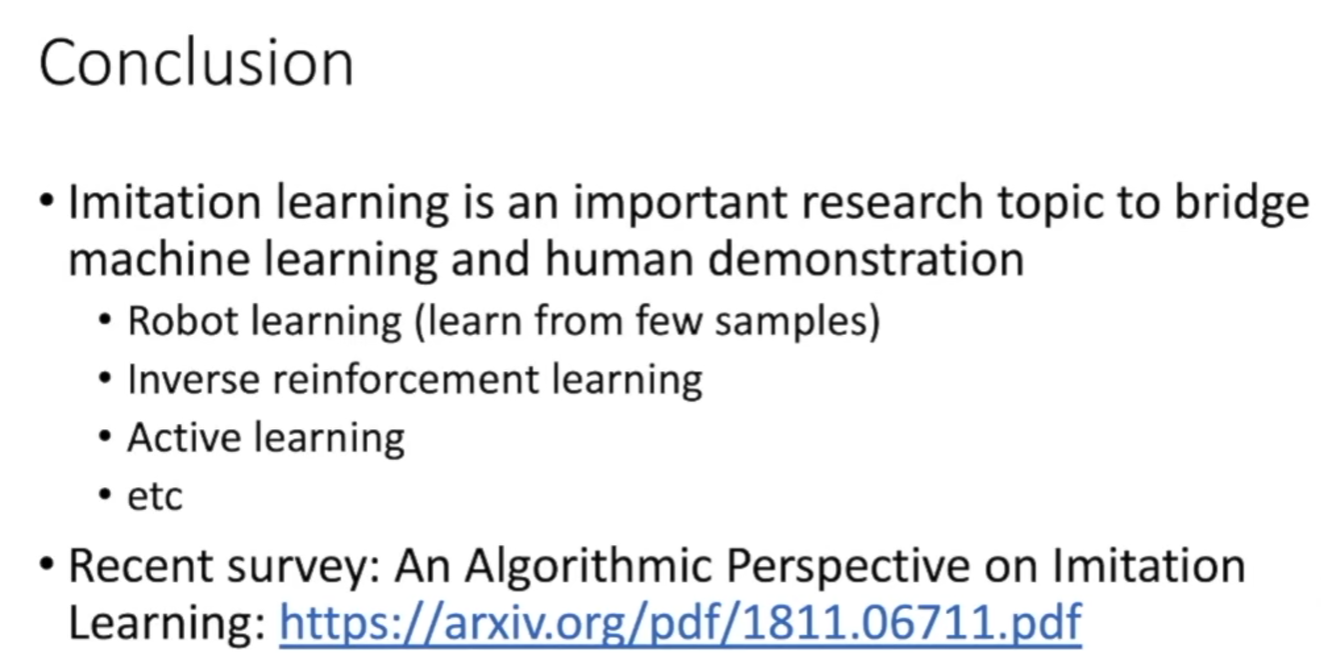 Conclusion
• Imitation learning is an important research topic to bridge
machine learning and human demonstration
• Robot learning (learn from few samples)
• Inverse reinforcement learning
• Active learning
• etc
• Recent survey: An Algorithmic Perspective on Imitation
Learning: https://arxiv.org/pdf/1811.06711.pdf